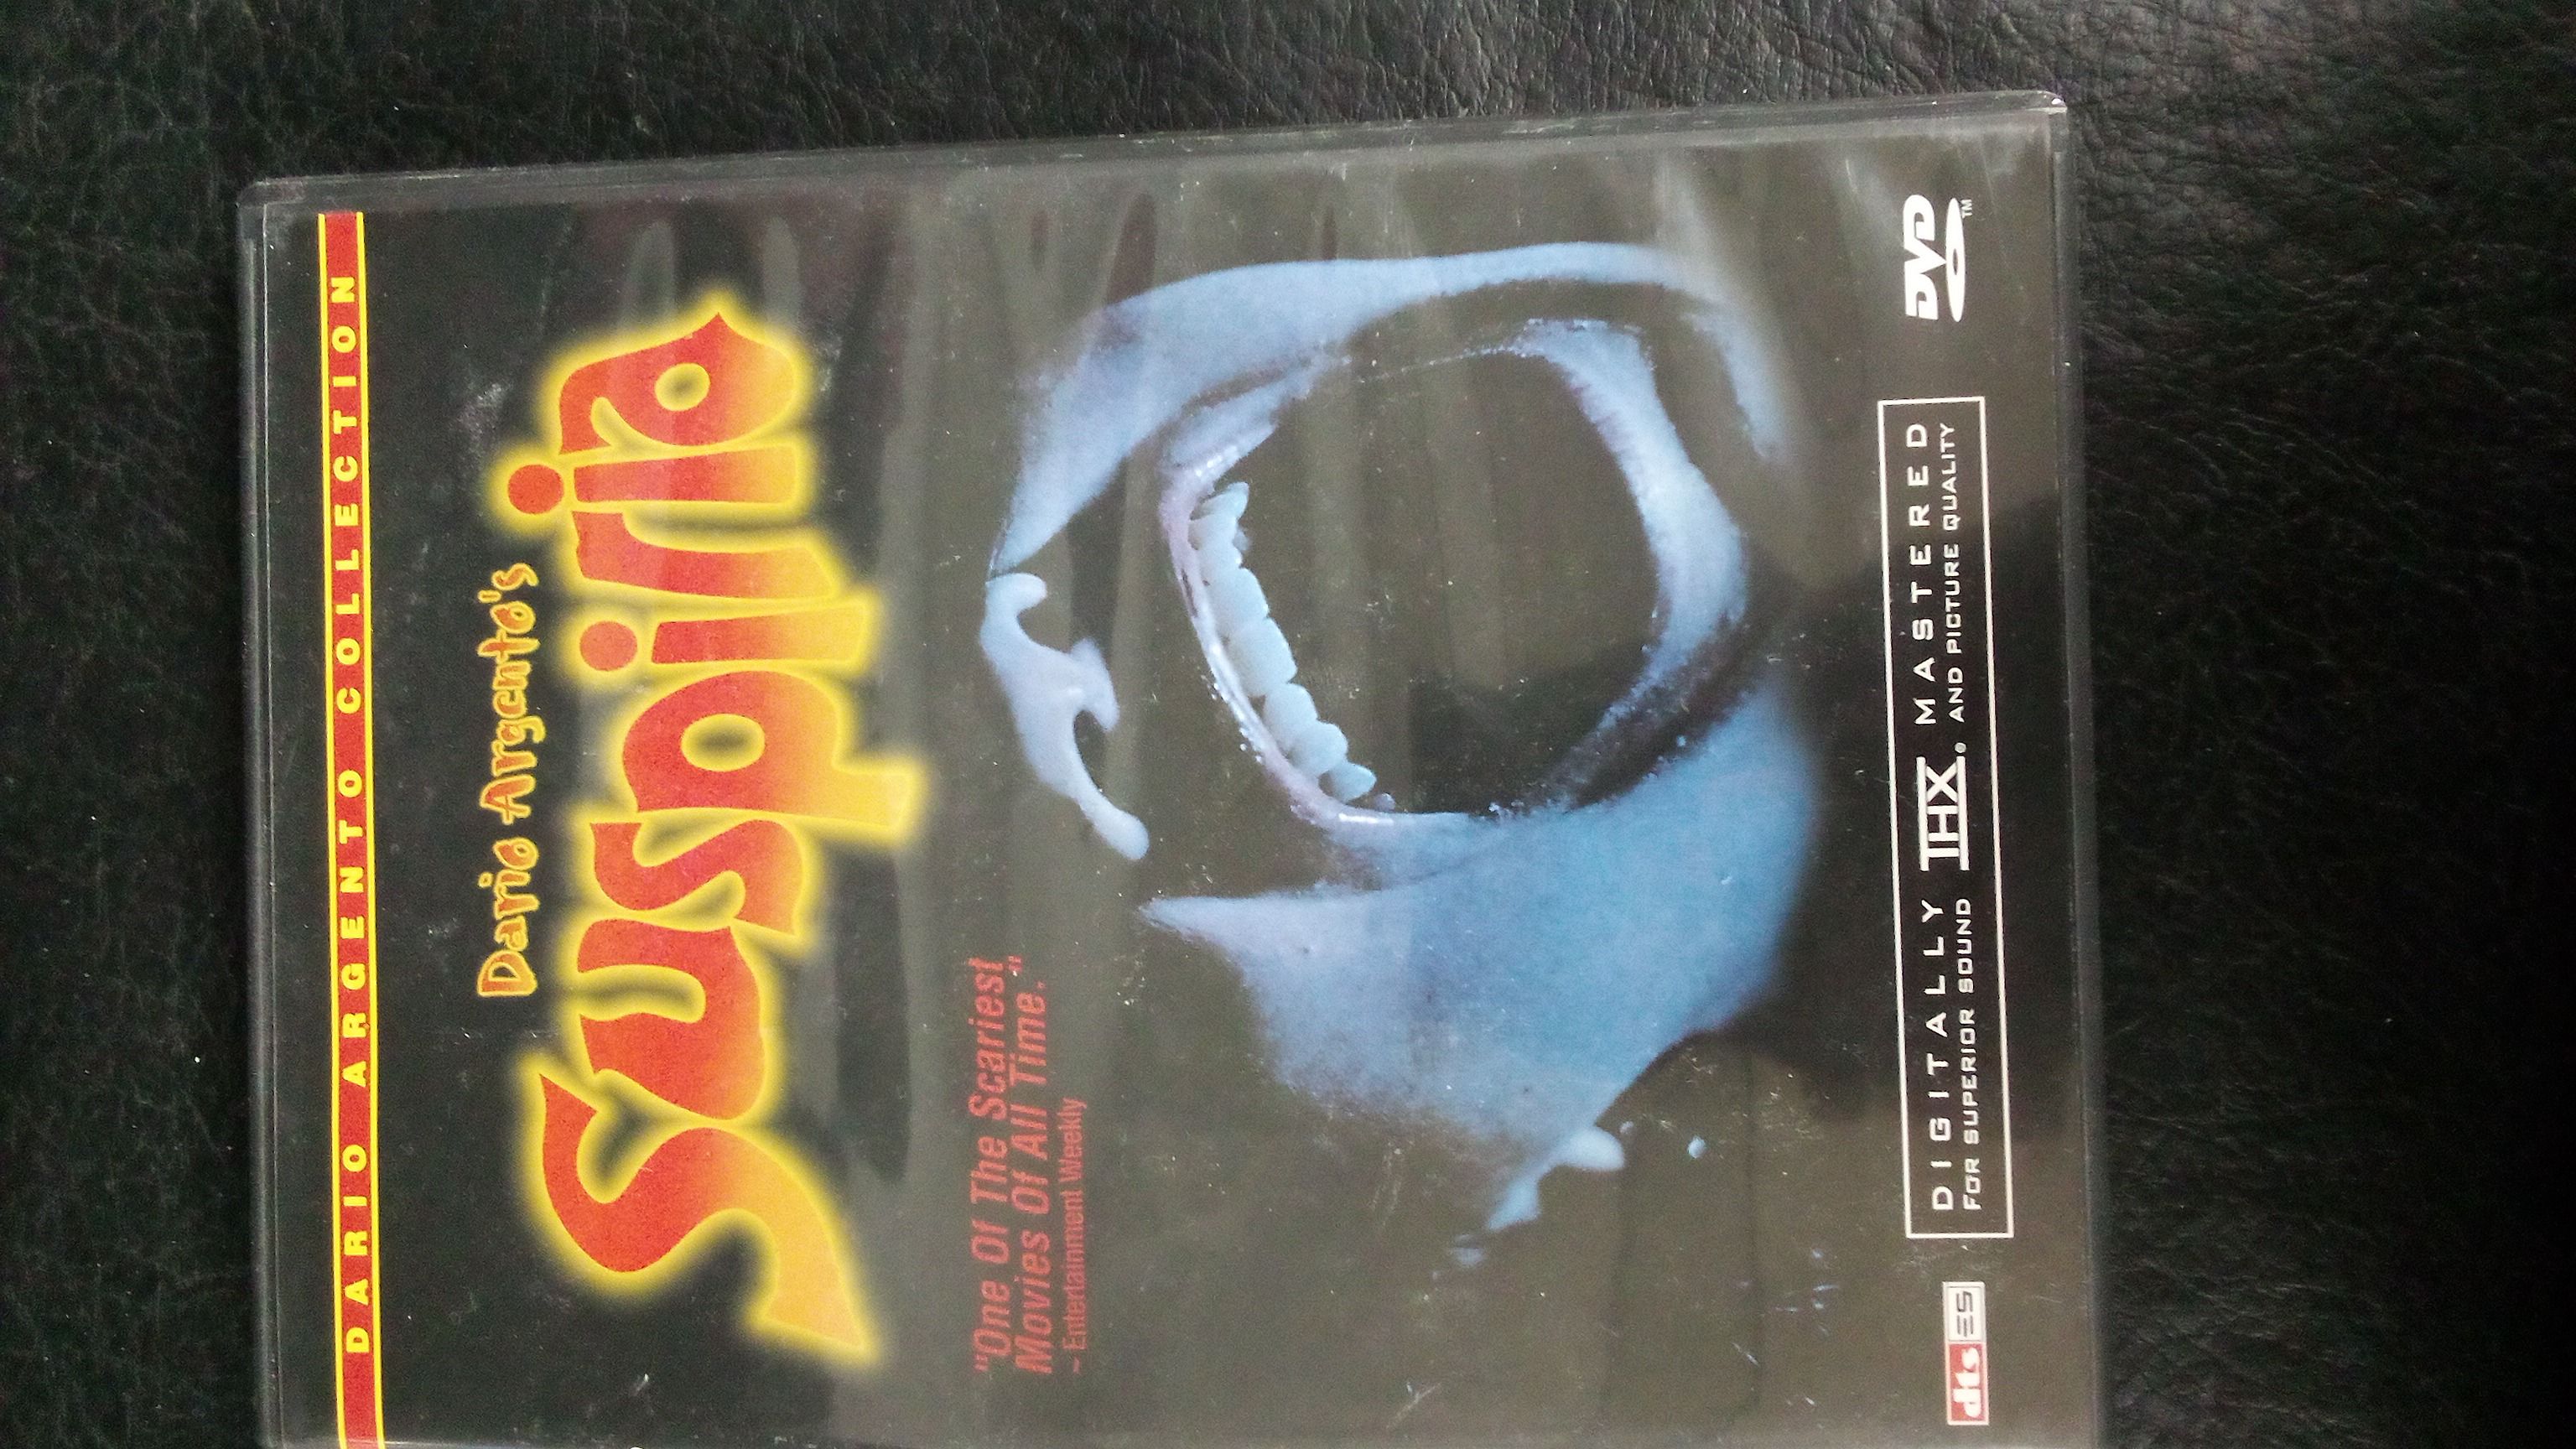 DARIO ARGENTO COLLECTION
Dario Argento's
Suspiria
"One Of The Scariest
Movies Of All Time."
~ Entertainment Weekly
dts ES
DIGITALLY THX® MASTERED
FOR SUPERIOR SOUND AND PICTURE QUALITY
DVD™